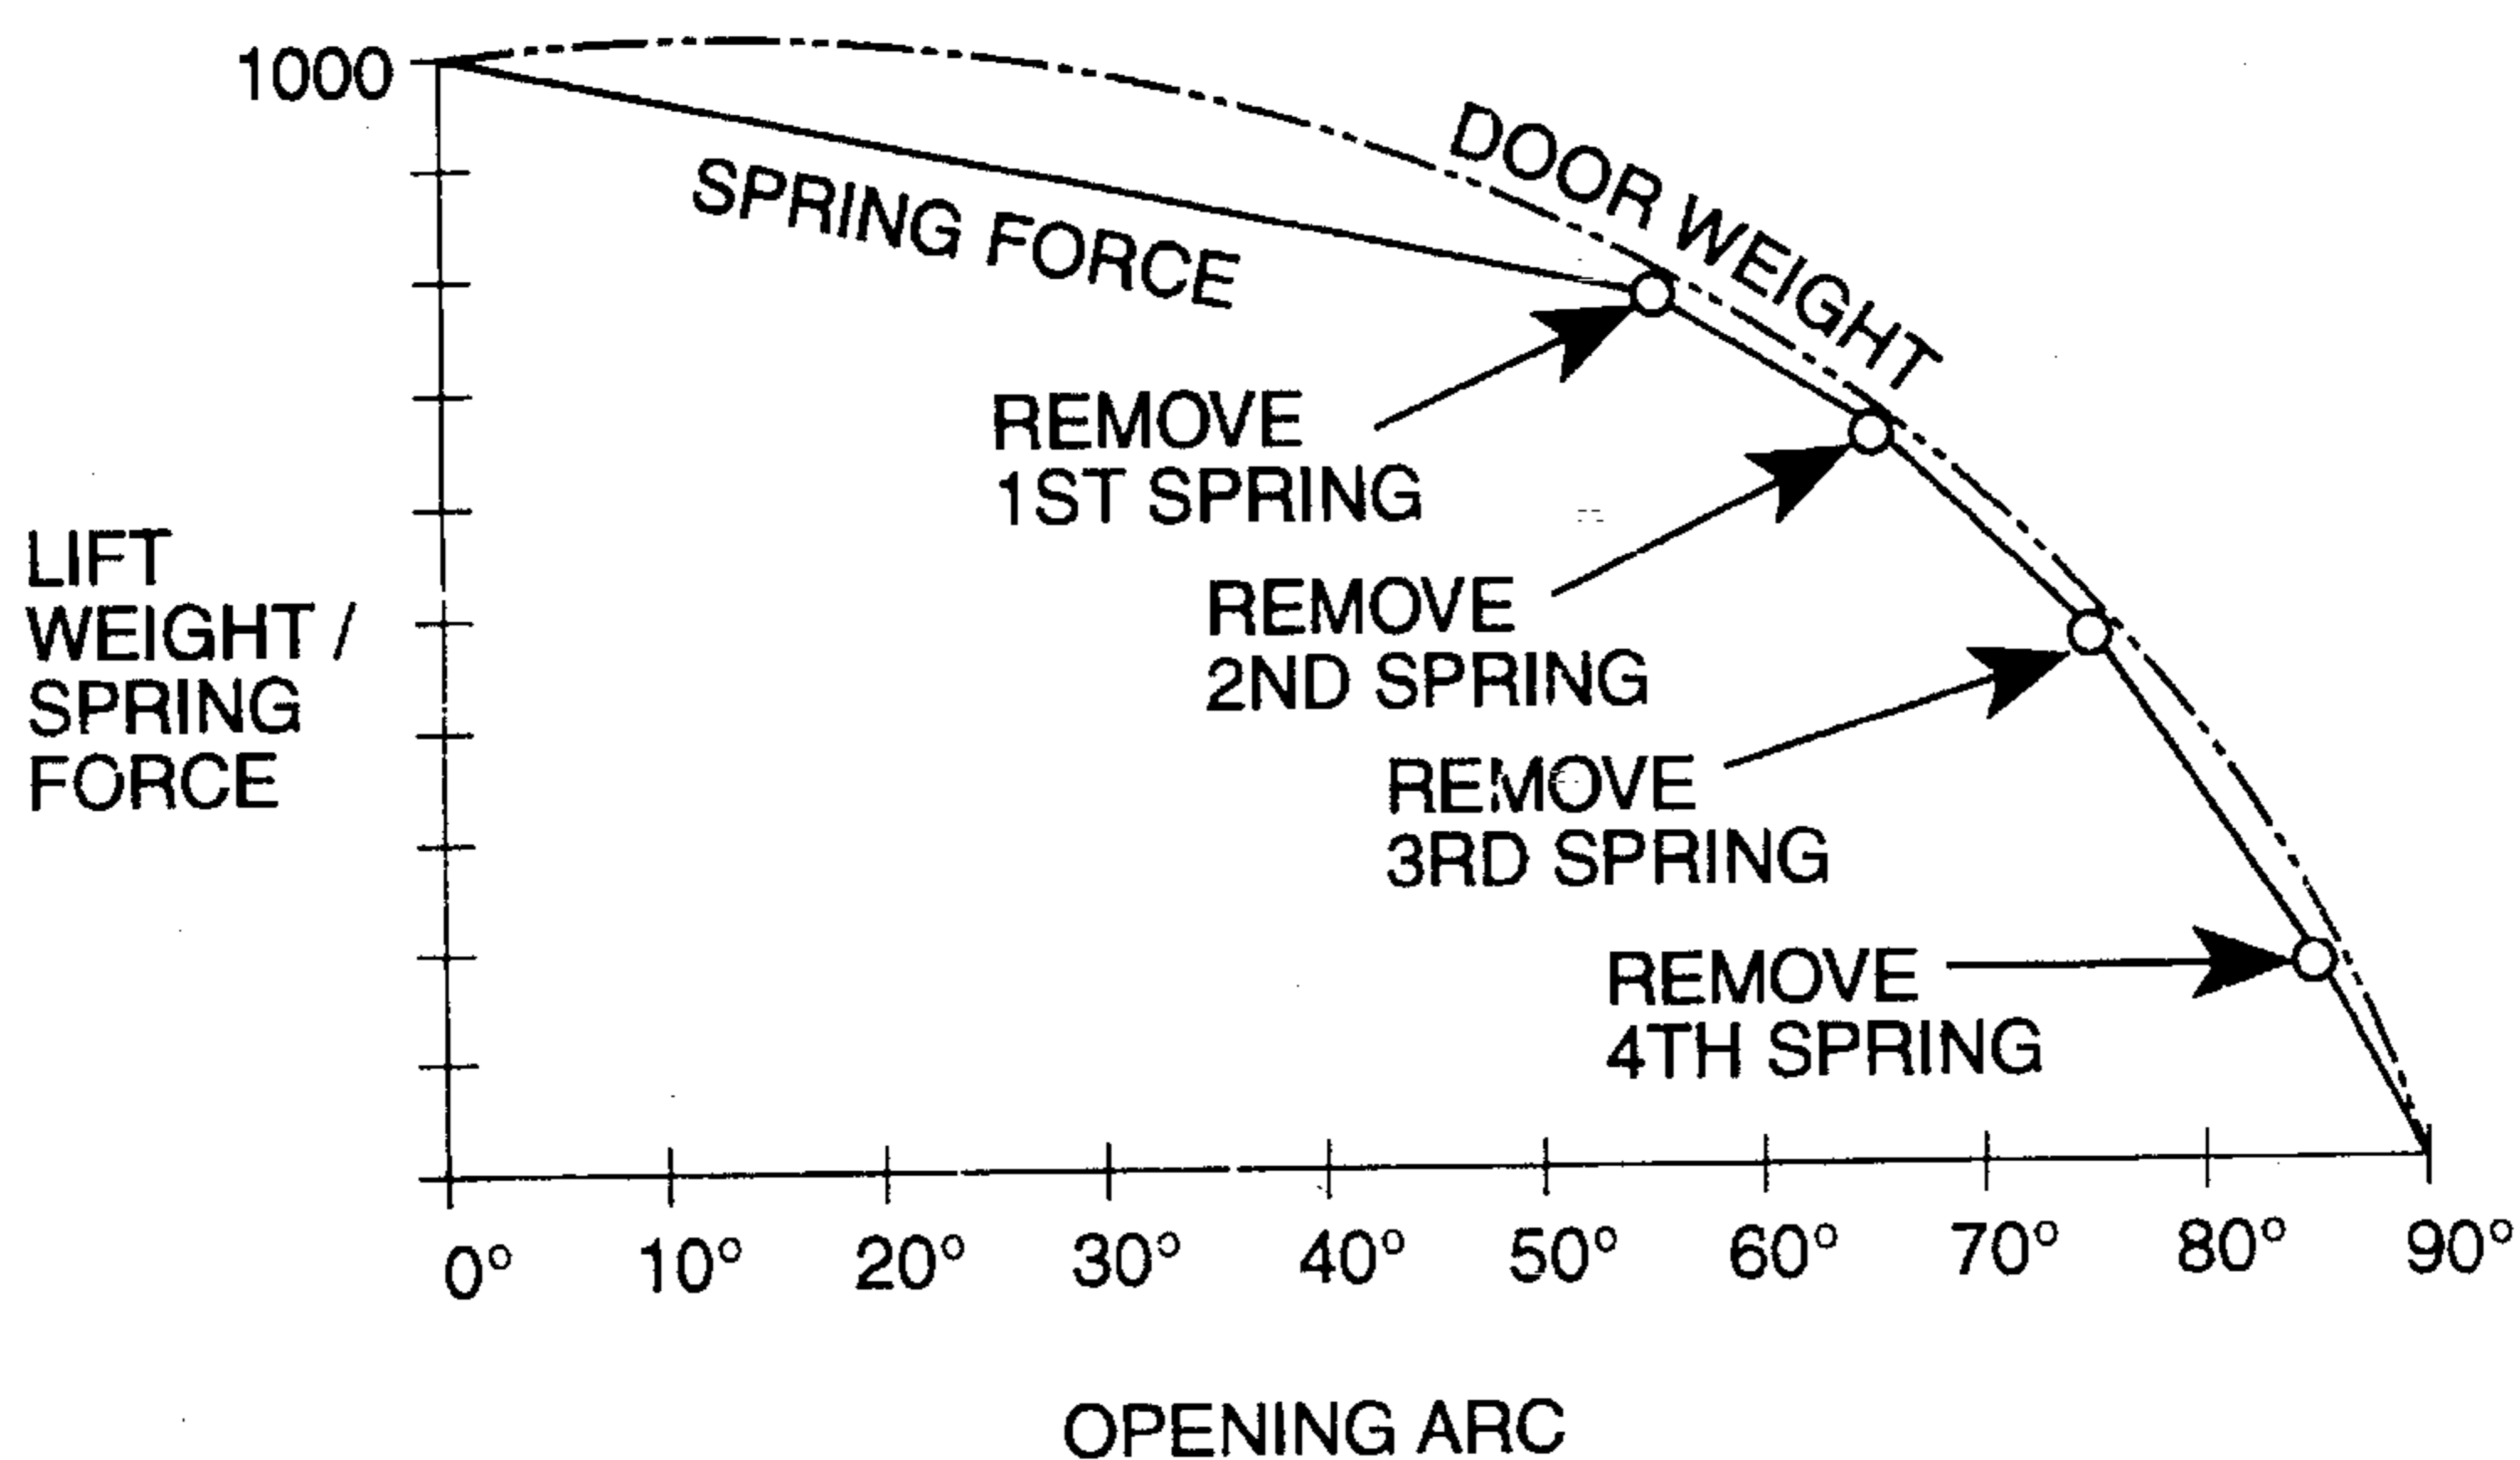 1000
DOOR WEIGHT
SPRING FORCE
REMOVE
1ST SPRING
LIFT
WEIGHT /
SPRING
FORCE
REMOVE
2ND SPRING
REMOVE
3RD SPRING
REMOVE
4TH SPRING
0° 10° 20° 30° 40° 50° 60° 70° 80° 90°
OPENING ARC